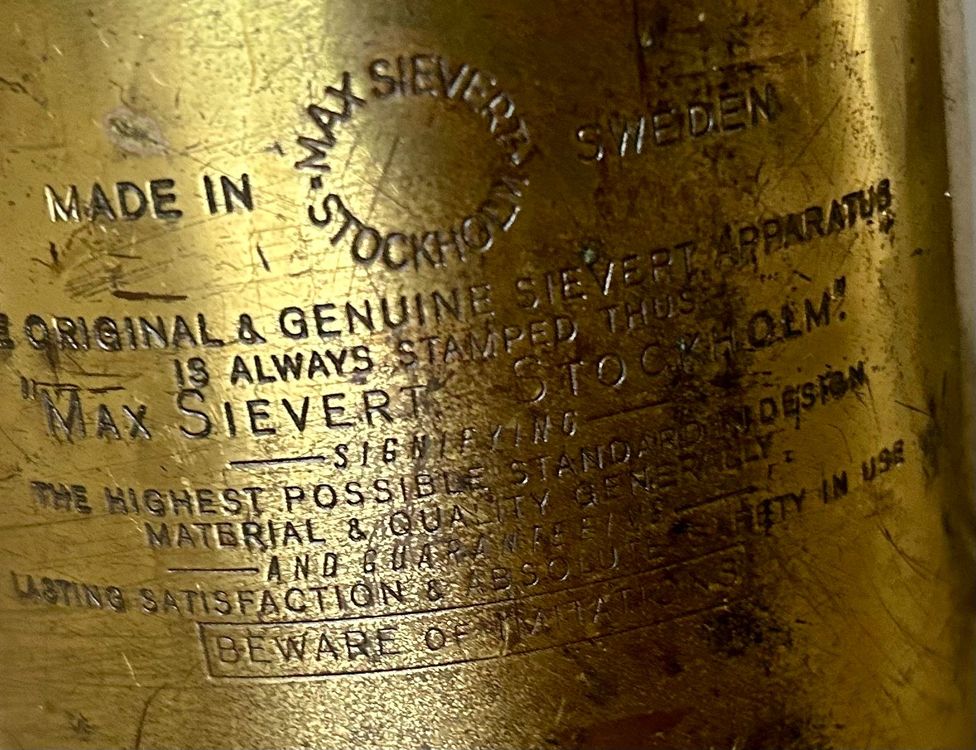 ·MAX SIEVERT·
STOCKHOLM
MADE IN SWEDEN
ORIGINAL & GENUINE SIEVERT APPARATUS
IS ALWAYS STAMPED THUS
"MAX SIEVERT STOCKHOLM."
SIGNIFYING
THE HIGHEST POSSIBLE STANDARD IN DESIGN
MATERIAL & QUALITY GENERALLY
AND GUARANTEEING
LASTING SATISFACTION & ABSOLUTE SAFETY IN USE
BEWARE OF IMITATIONS